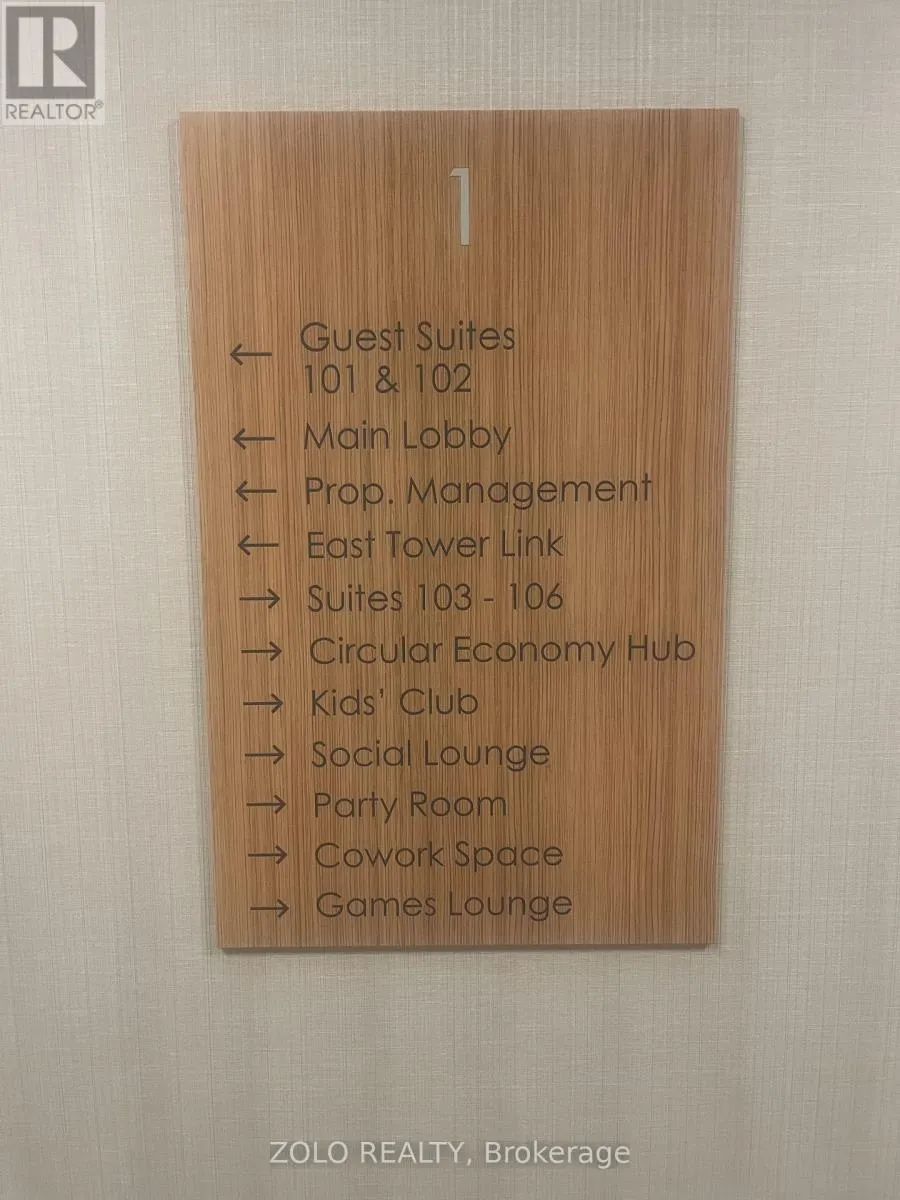 REALTOR®
1
← Guest Suites
101 & 102
← Main Lobby
← Prop. Management
← East Tower Link
→ Suites 103 - 106
→ Circular Economy Hub
→ Kids' Club
→ Social Lounge
→ Party Room
→ Cowork Space
→ Games Lounge
ZOLO REALTY, Brokerage